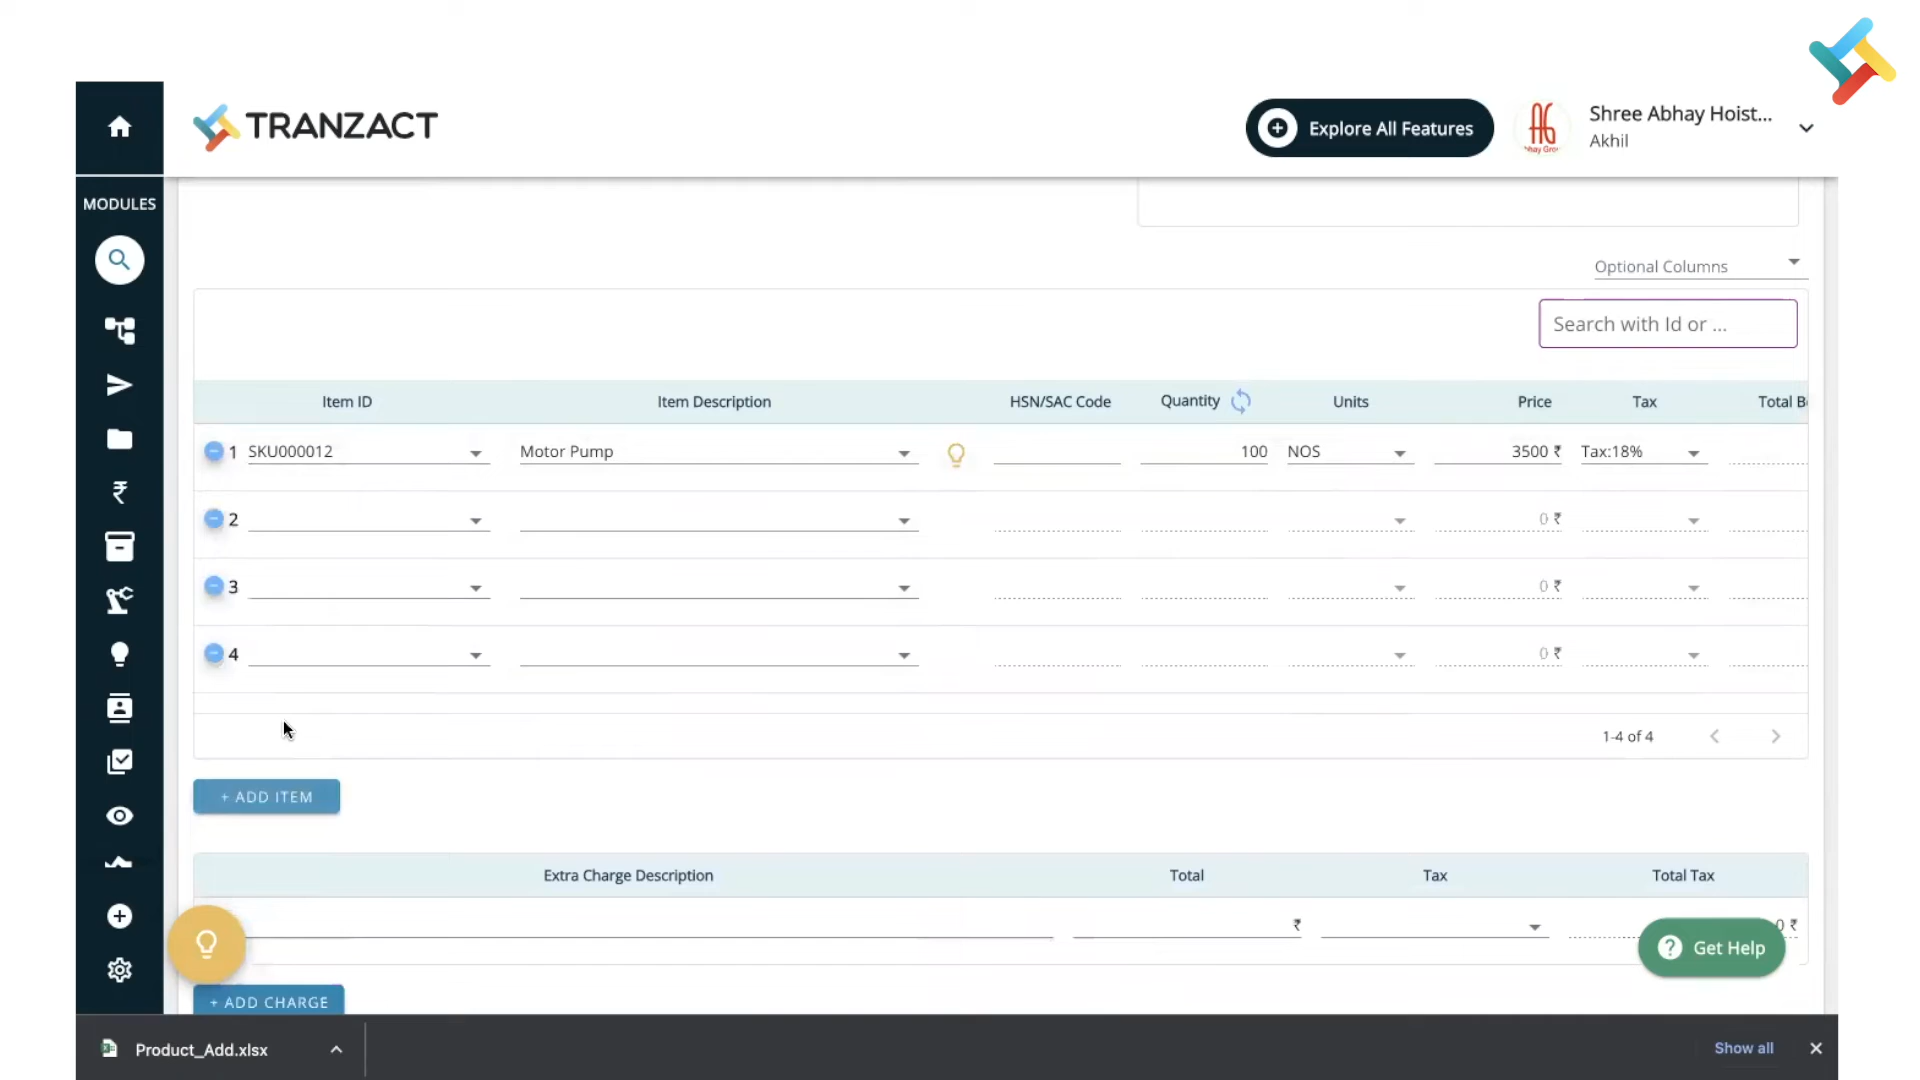 TRANZACT
Explore All Features
Shree Abhay Hoist...
Akhil
MODULES
Optional Columns
Search with Id or ...
Item ID Item Description HSN/SAC Code Quantity Units Price Tax Total B
1 SKU000012 Motor Pump 100 NOS 3500 ₹ Tax:18%
2 0 ₹
3 0 ₹
4 0 ₹
1-4 of 4
+ ADD ITEM
Extra Charge Description Total Tax Total Tax
₹ 0 ₹
Get Help
+ ADD CHARGE
Product_Add.xlsx
Show all